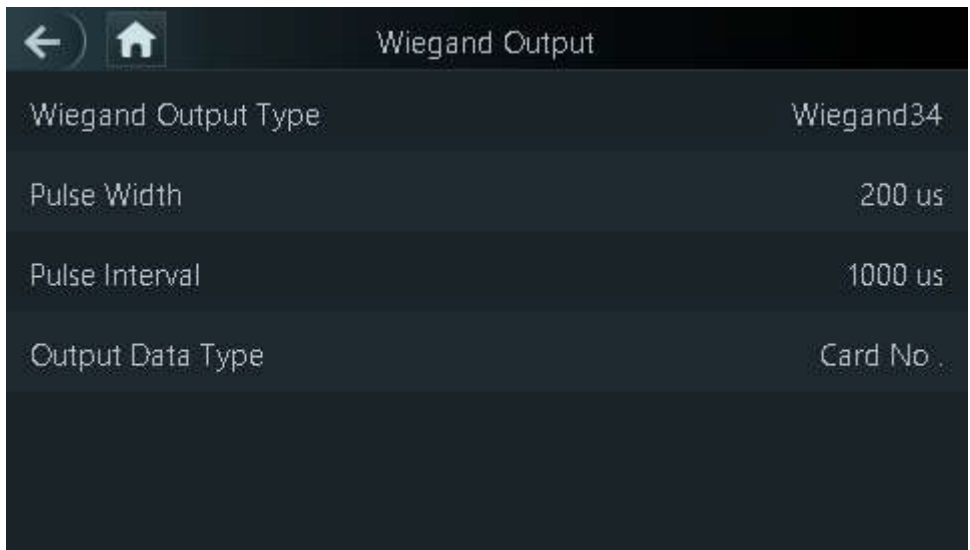 Wiegand Output
Wiegand Output Type Wiegand34
Pulse Width 200 us
Pulse Interval 1000 us
Output Data Type Card No .